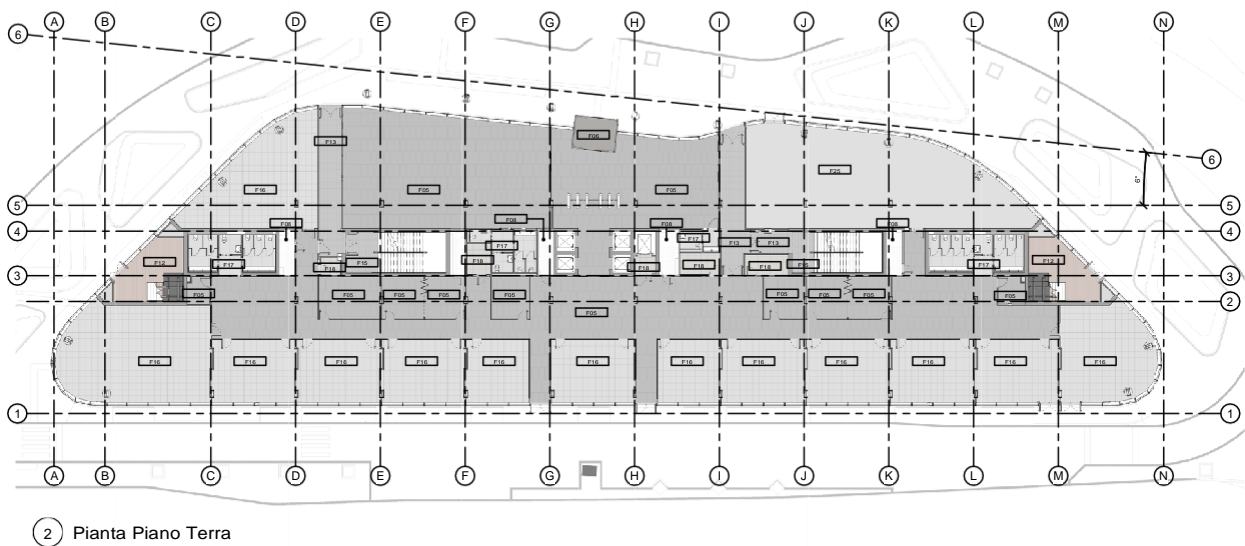 A B C D E F G H I J K L M N
6
F06
F13
6
6°
F16 F05 F05 F25
5 5
F08 F08 F08 F08
4 4
F17 F17 F13 F13
F12 F17 F18 F15 F18 F18 F18 F18 F15 F17 F12
3 3
F05 F05 F05 F05 F05 F05 F05 F05 F05
2 2
F05
F16 F16 F16 F16 F16 F16 F16 F16 F16 F16 F16 F16
1 1
A B C D E F G H I J K L M N
2 Pianta Piano Terra